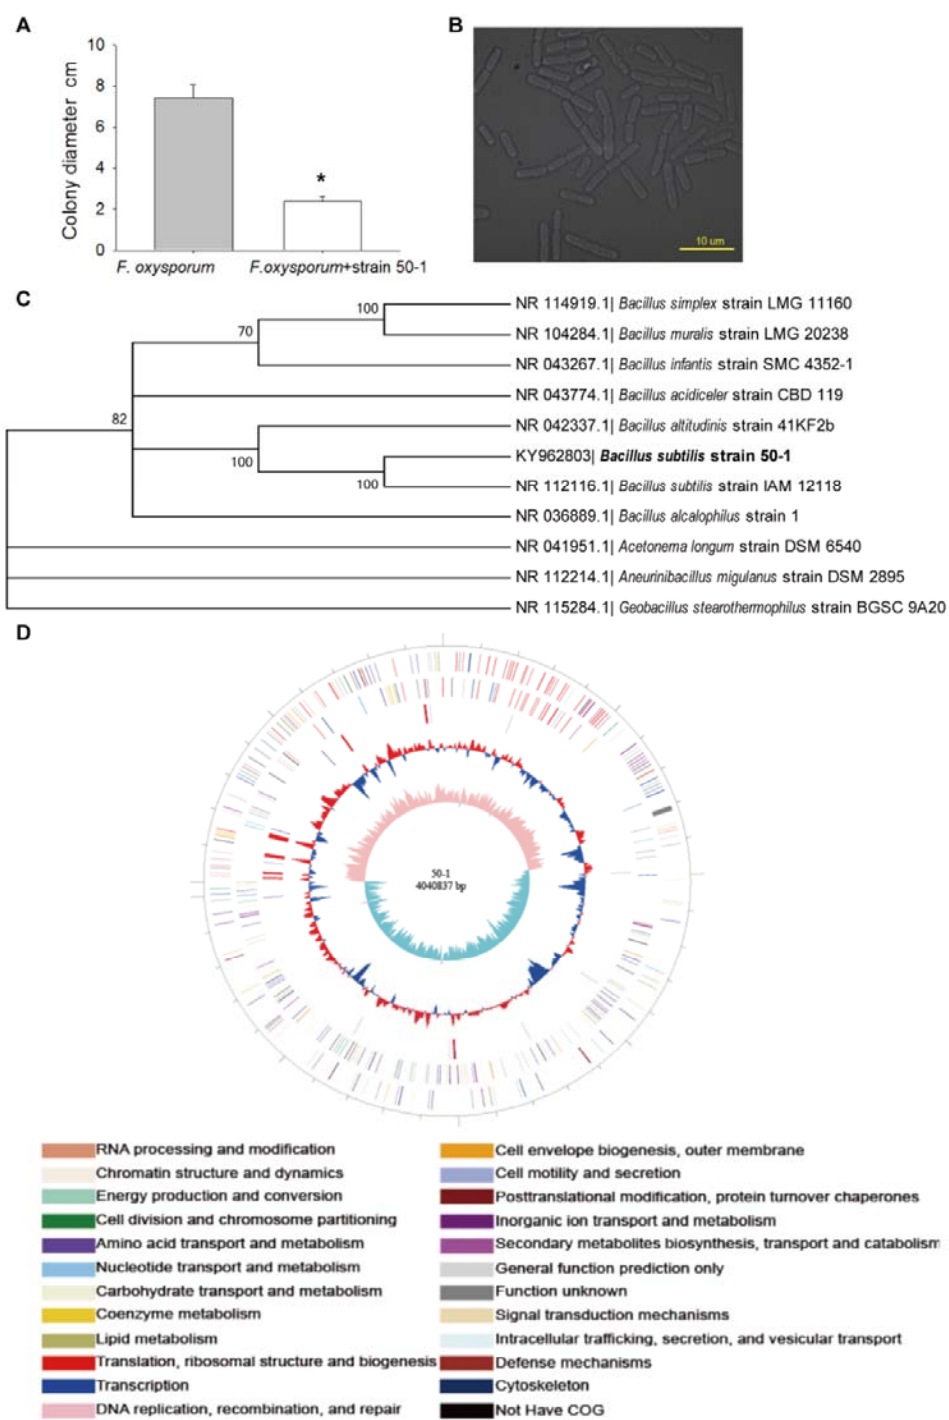 A
B
10
8
6
4
2
0
Colony diameter cm
*
F. oxysporum
F.oxysporum+strain 50-1
10 um
C
100
70
82
100
100
NR 114919.1| Bacillus simplex strain LMG 11160
NR 104284.1| Bacillus muralis strain LMG 20238
NR 043267.1| Bacillus infantis strain SMC 4352-1
NR 043774.1| Bacillus acidiceler strain CBD 119
NR 042337.1| Bacillus altitudinis strain 41KF2b
KY962803| Bacillus subtilis strain 50-1
NR 112116.1| Bacillus subtilis strain IAM 12118
NR 036889.1| Bacillus alcalophilus strain 1
NR 041951.1| Acetonema longum strain DSM 6540
NR 112214.1| Aneurinibacillus migulanus strain DSM 2895
NR 115284.1| Geobacillus stearothermophilus strain BGSC 9A20
D
50-1
4040837 bp
RNA processing and modification
Chromatin structure and dynamics
Energy production and conversion
Cell division and chromosome partitioning
Amino acid transport and metabolism
Nucleotide transport and metabolism
Carbohydrate transport and metabolism
Coenzyme metabolism
Lipid metabolism
Translation, ribosomal structure and biogenesis
Transcription
DNA replication, recombination, and repair
Cell envelope biogenesis, outer membrane
Cell motility and secretion
Posttranslational modification, protein turnover chaperones
Inorganic ion transport and metabolism
Secondary metabolites biosynthesis, transport and catabolism
General function prediction only
Function unknown
Signal transduction mechanisms
Intracellular trafficking, secretion, and vesicular transport
Defense mechanisms
Cytoskeleton
Not Have COG